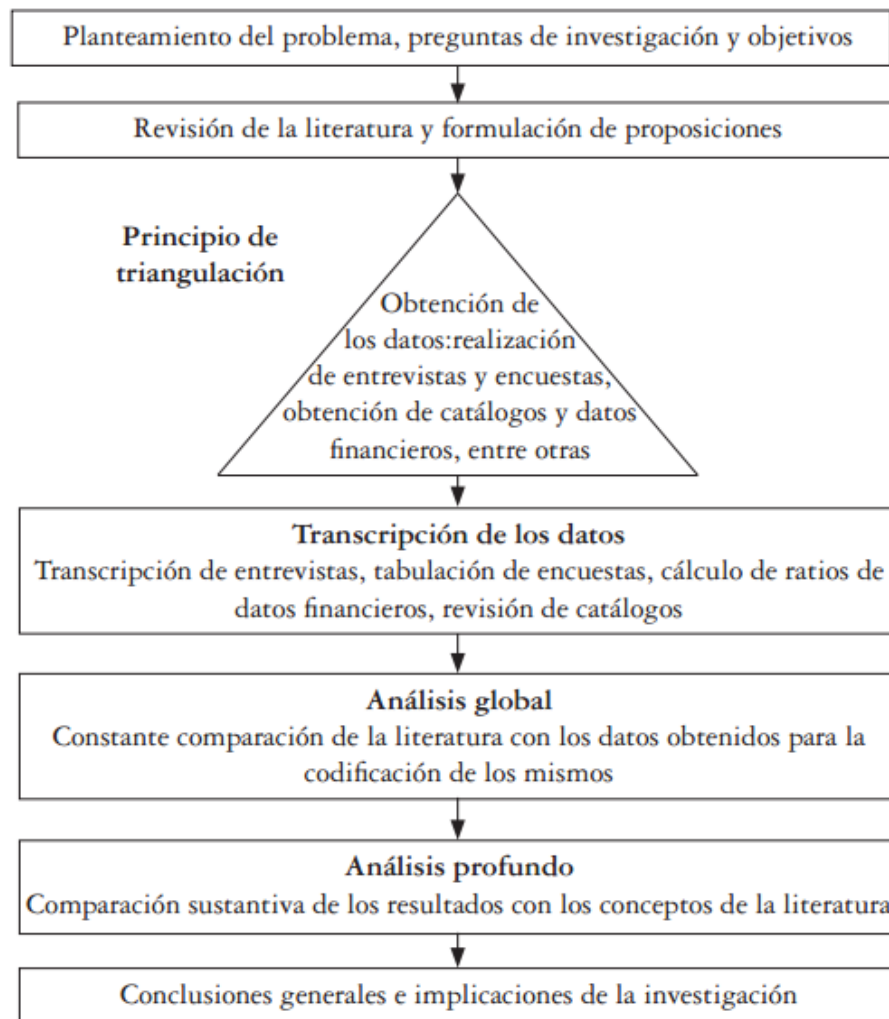 Planteamiento del problema, preguntas de investigación y objetivos
Revisión de la literatura y formulación de proposiciones
Principio de
triangulación
Obtención de
los datos:realización
de entrevistas y encuestas,
obtención de catálogos y datos
financieros, entre otras
Transcripción de los datos
Transcripción de entrevistas, tabulación de encuestas, cálculo de ratios de
datos financieros, revisión de catálogos
Análisis global
Constante comparación de la literatura con los datos obtenidos para la
codificación de los mismos
Análisis profundo
Comparación sustantiva de los resultados con los conceptos de la literatura
Conclusiones generales e implicaciones de la investigación